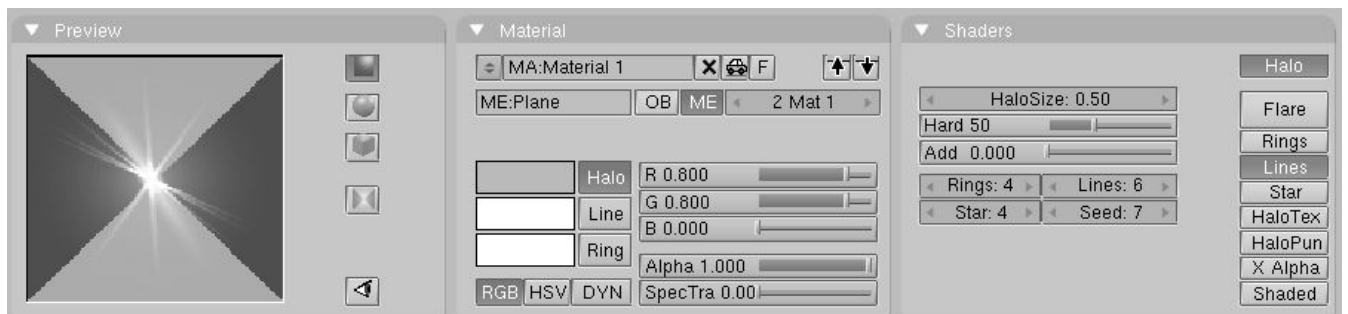 Preview
Material
MA:Material 1
F
ME:Plane
OB
ME
2 Mat 1
Halo
Line
Ring
R 0.800
G 0.800
B 0.000
Alpha 1.000
SpecTra 0.00
RGB
HSV
DYN
Shaders
HaloSize: 0.50
Hard 50
Add 0.000
Rings: 4
Lines: 6
Star: 4
Seed: 7
Halo
Flare
Rings
Lines
Star
HaloTex
HaloPun
X Alpha
Shaded